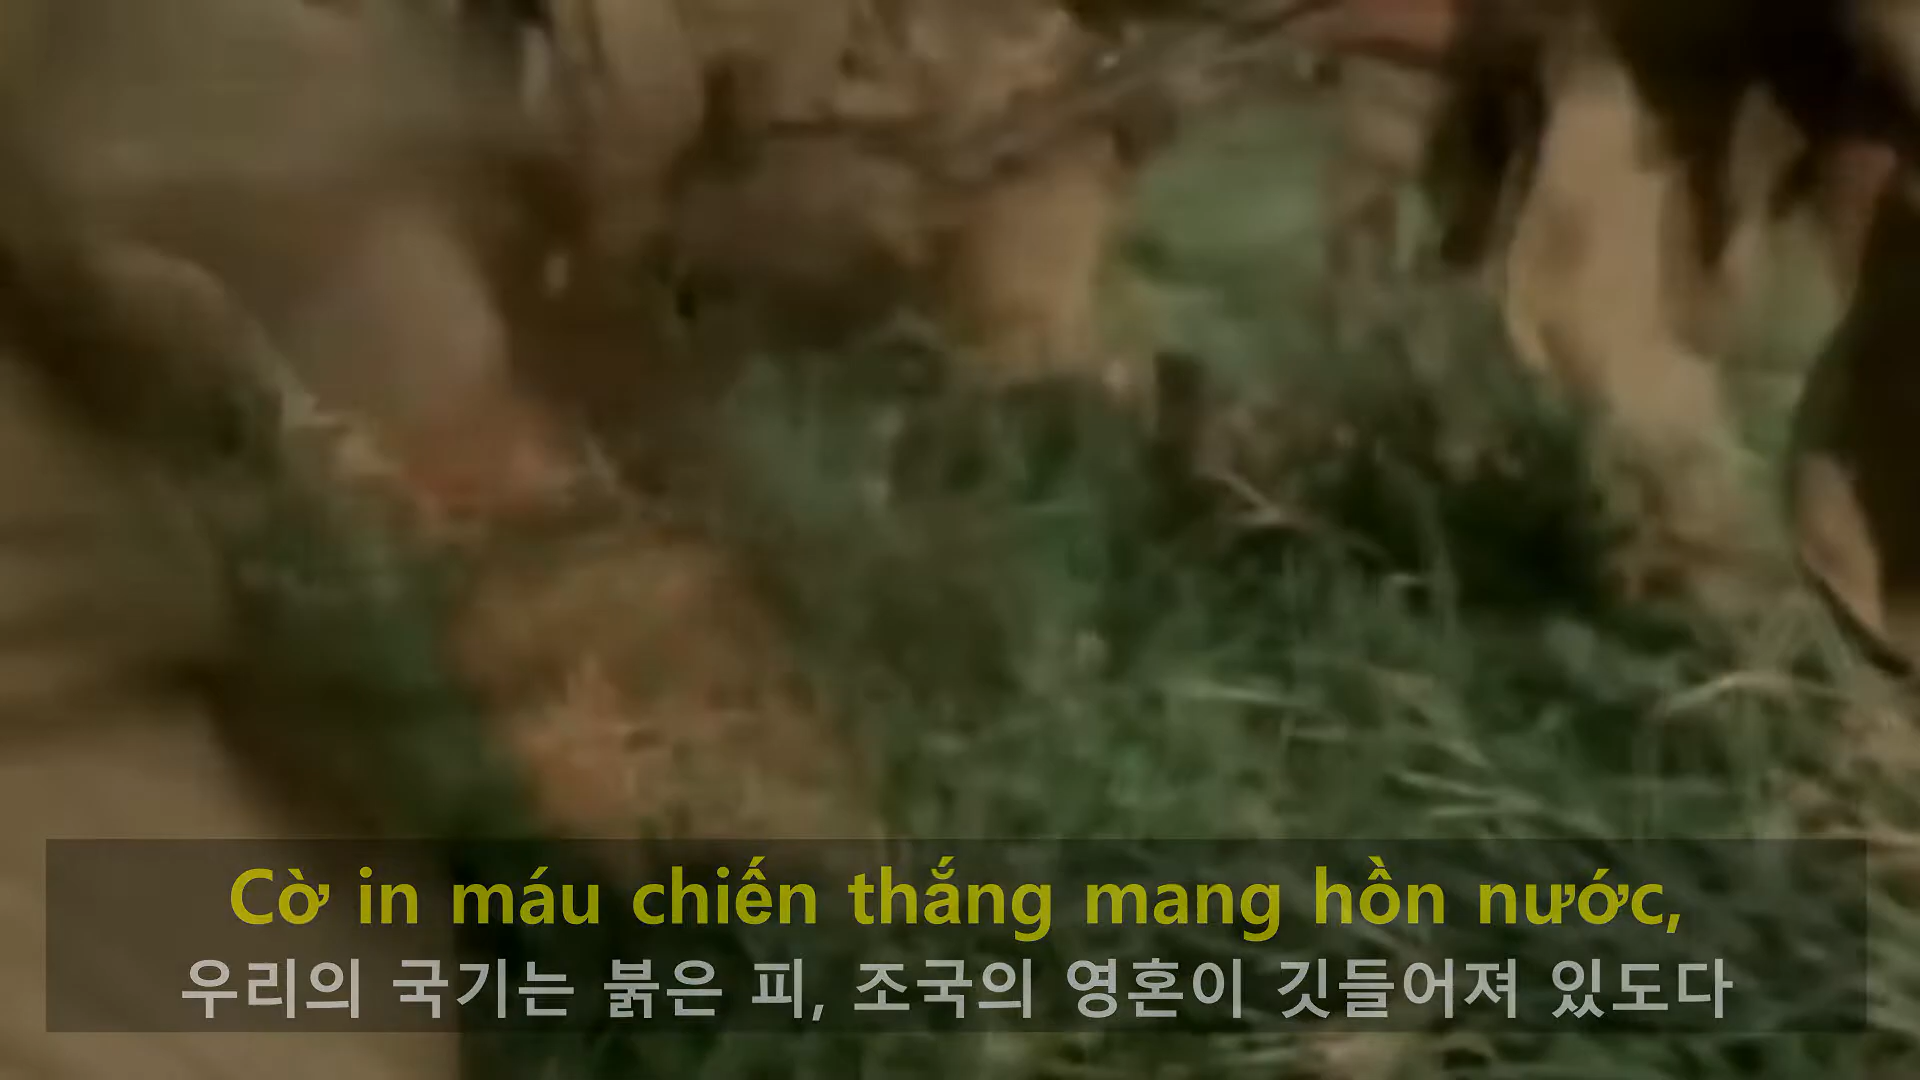 Cờ in máu chiến thắng mang hồn nước,
우리의 국기는 붉은 피, 조국의 영혼이 깃들어져 있도다